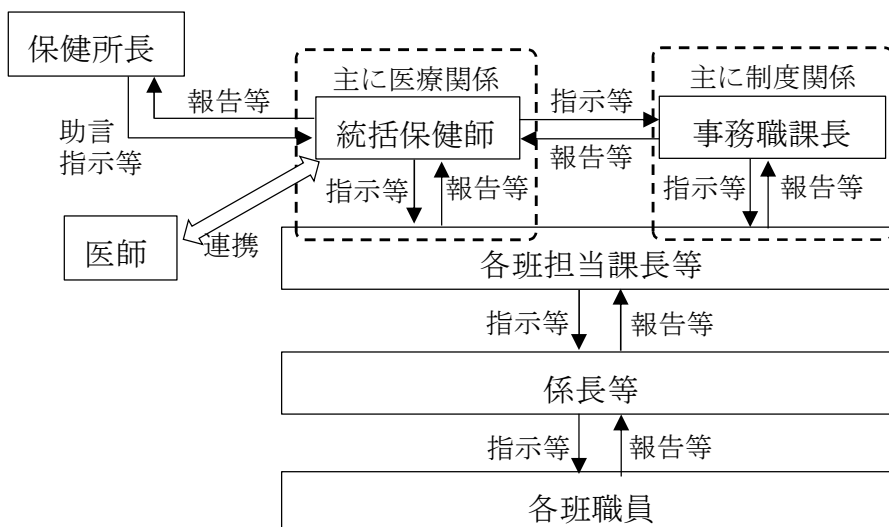 保健所長
主に医療関係
主に制度関係
報告等
指示等
統括保健師
事務職課長
助言
指示等
報告等
指示等
報告等
指示等
報告等
医師
連携
各班担当課長等
指示等
報告等
係長等
指示等
報告等
各班職員